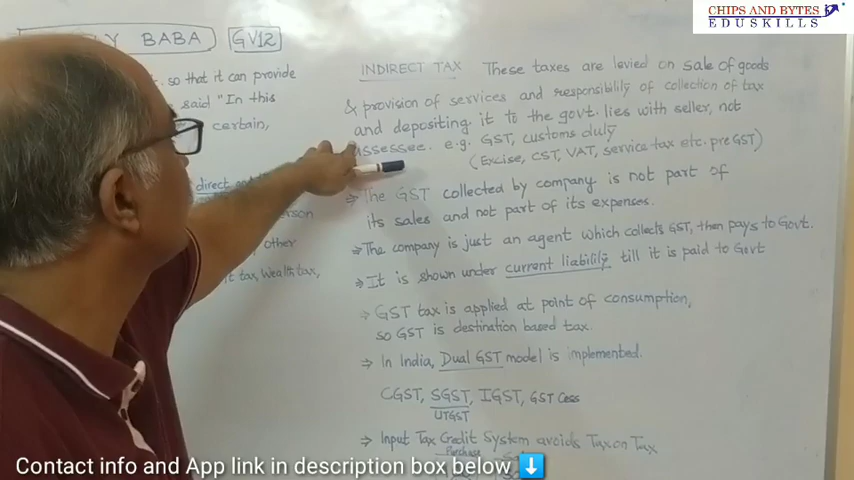 CHIPS AND BYTES
EDUSKILLS
BABA GV12
so that it can provide
said "In this
certain,
direct
other
tax, wealth tax,
INDIRECT TAX These taxes are levied on sale of goods
& provision of services and responsibility of collection of tax
and depositing it to the govt. lies with seller, not
assessee. e.g. GST, customs duty
(Excise, CST, VAT, service tax etc. pre GST)
⇒ The GST collected by company is not part of
its sales and not part of its expenses.
⇒ The company is just an agent which collects GST, then pays to Govt.
⇒ It is shown under current liability till it is paid to Govt
⇒ GST tax is applied at point of consumption,
so GST is destination based tax.
⇒ In India, Dual GST model is implemented.
CGST, SGST, IGST, GST Cess
UTGST
⇒ Input Tax Credit System avoids Tax on Tax
Purchase
Contact info and App link in description box below ⬇